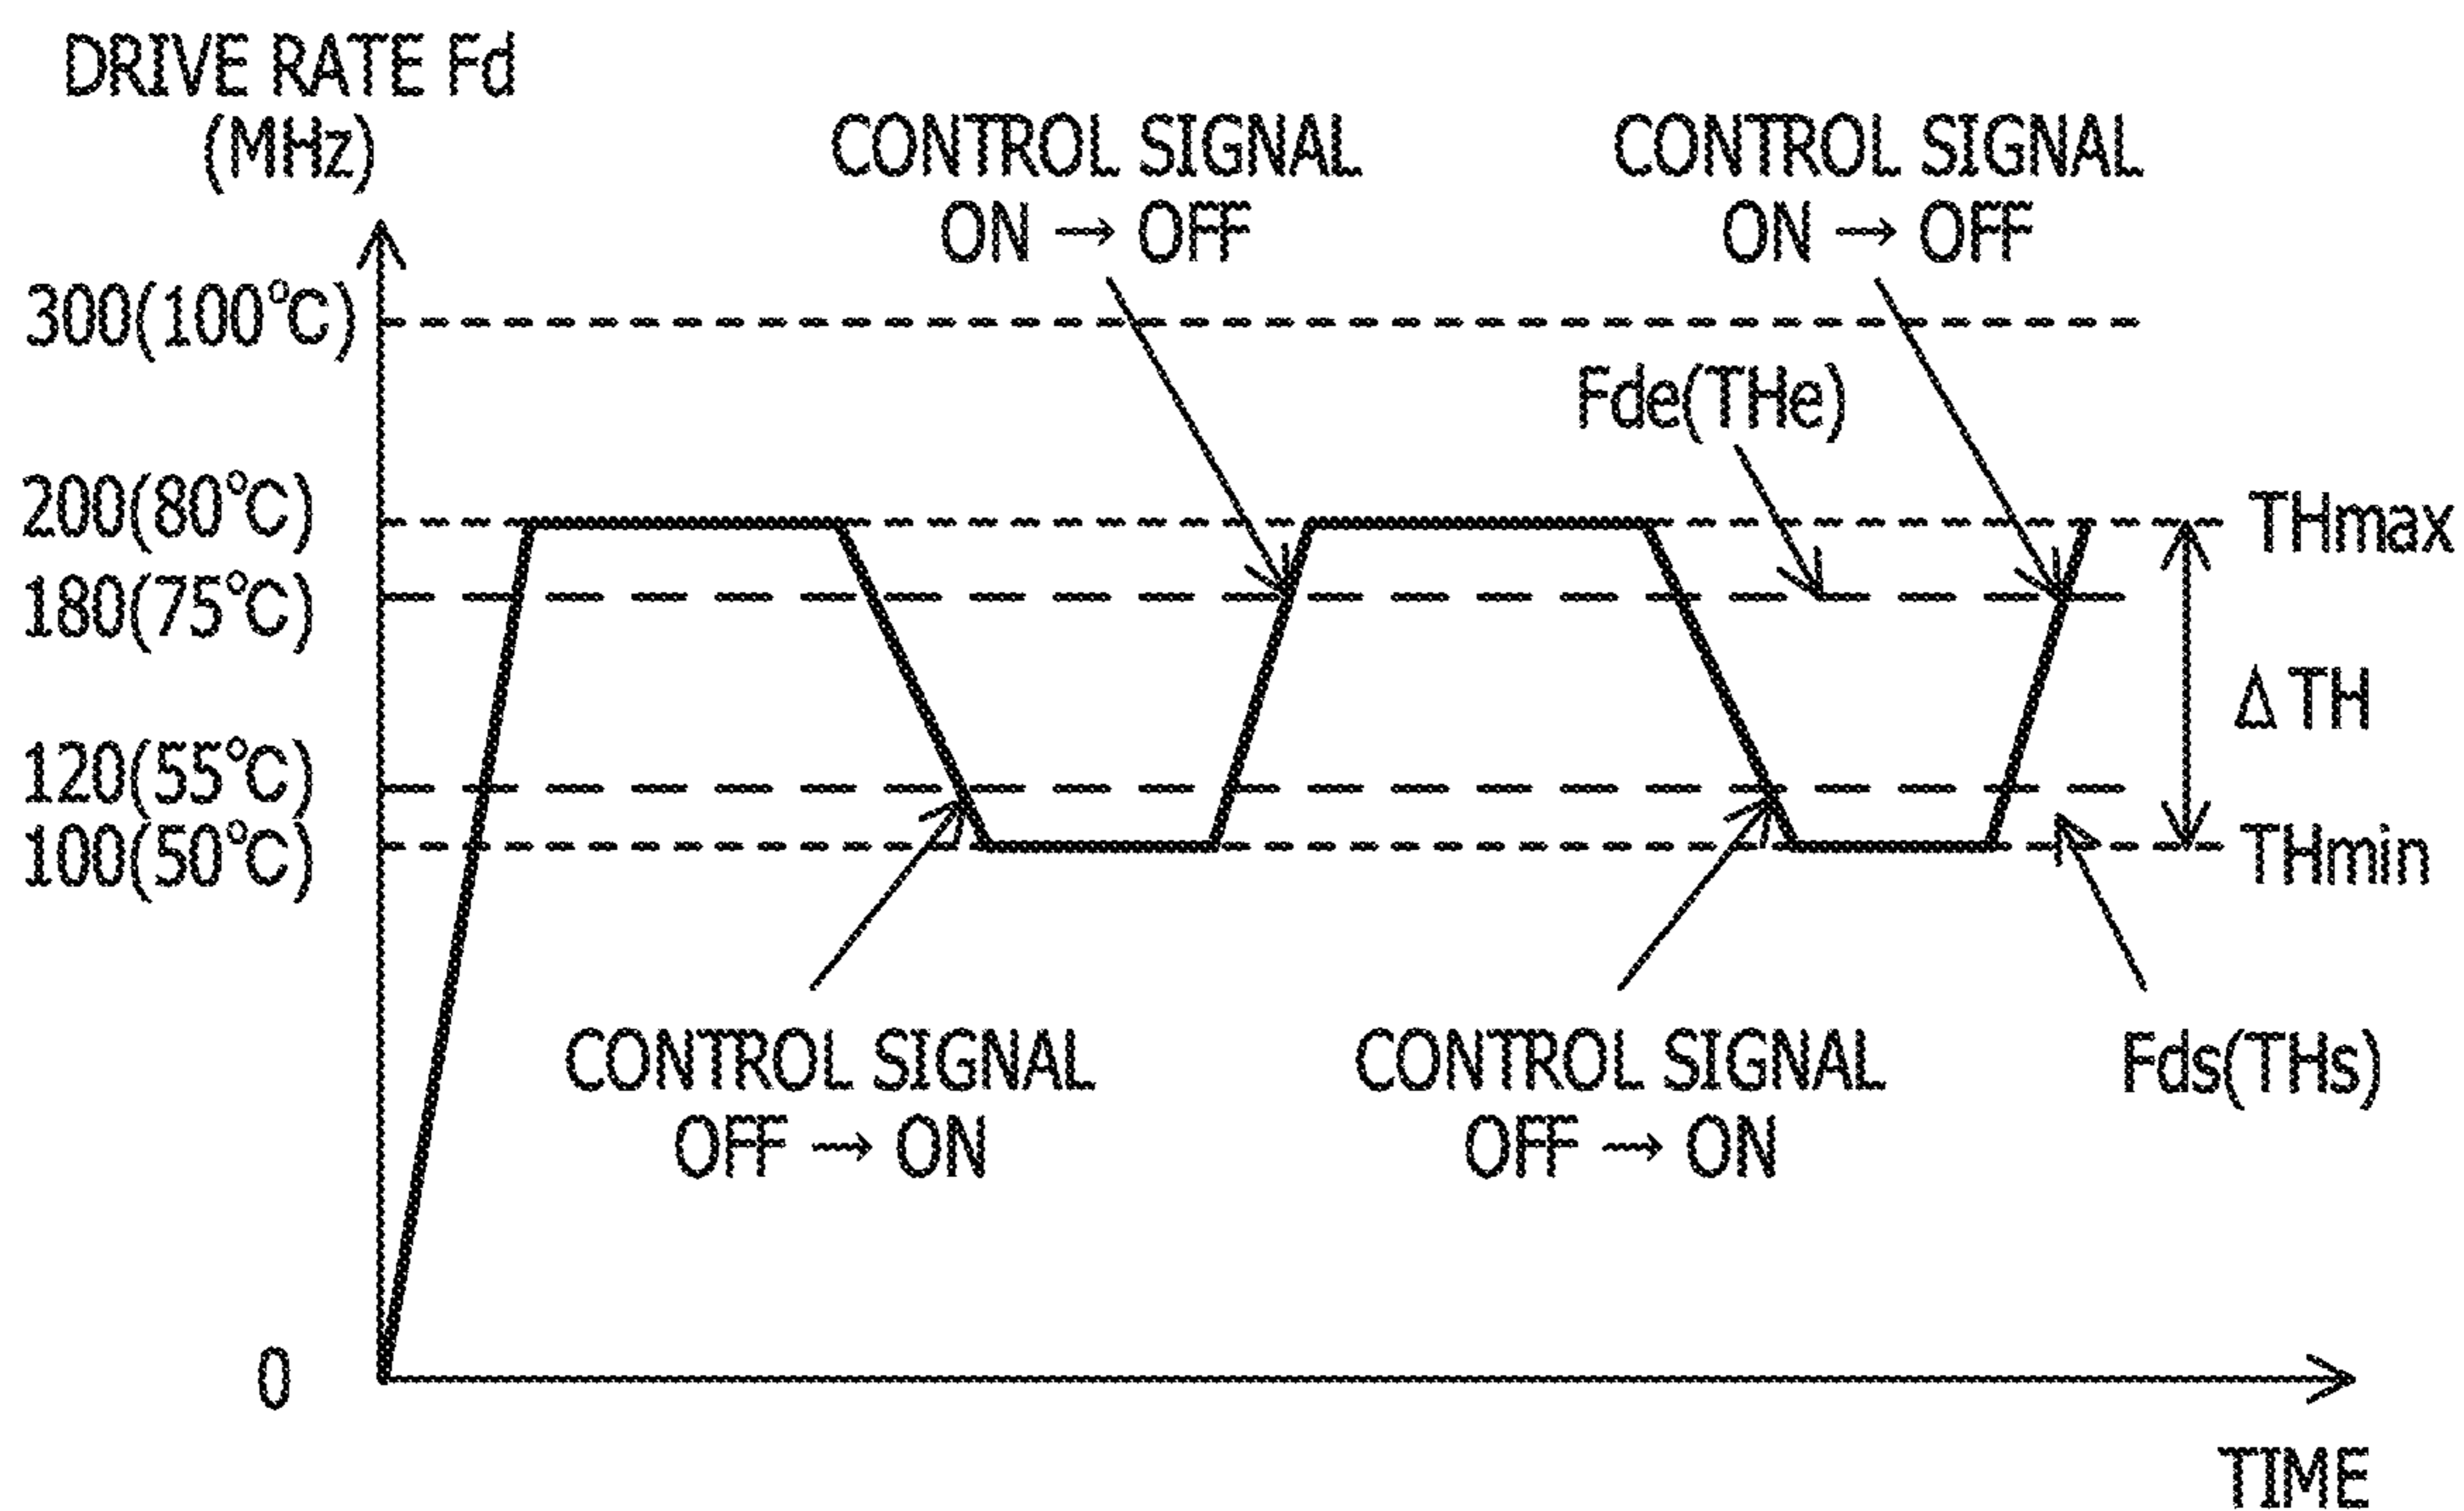 DRIVE RATE Fd
(MHz)
CONTROL SIGNAL
ON → OFF
CONTROL SIGNAL
ON → OFF
300(100℃)
Fde(THe)
200(80℃)
THmax
180(75℃)
ΔTH
120(55℃)
100(50℃)
THmin
CONTROL SIGNAL
OFF → ON
CONTROL SIGNAL
OFF → ON
Fds(THs)
0
TIME